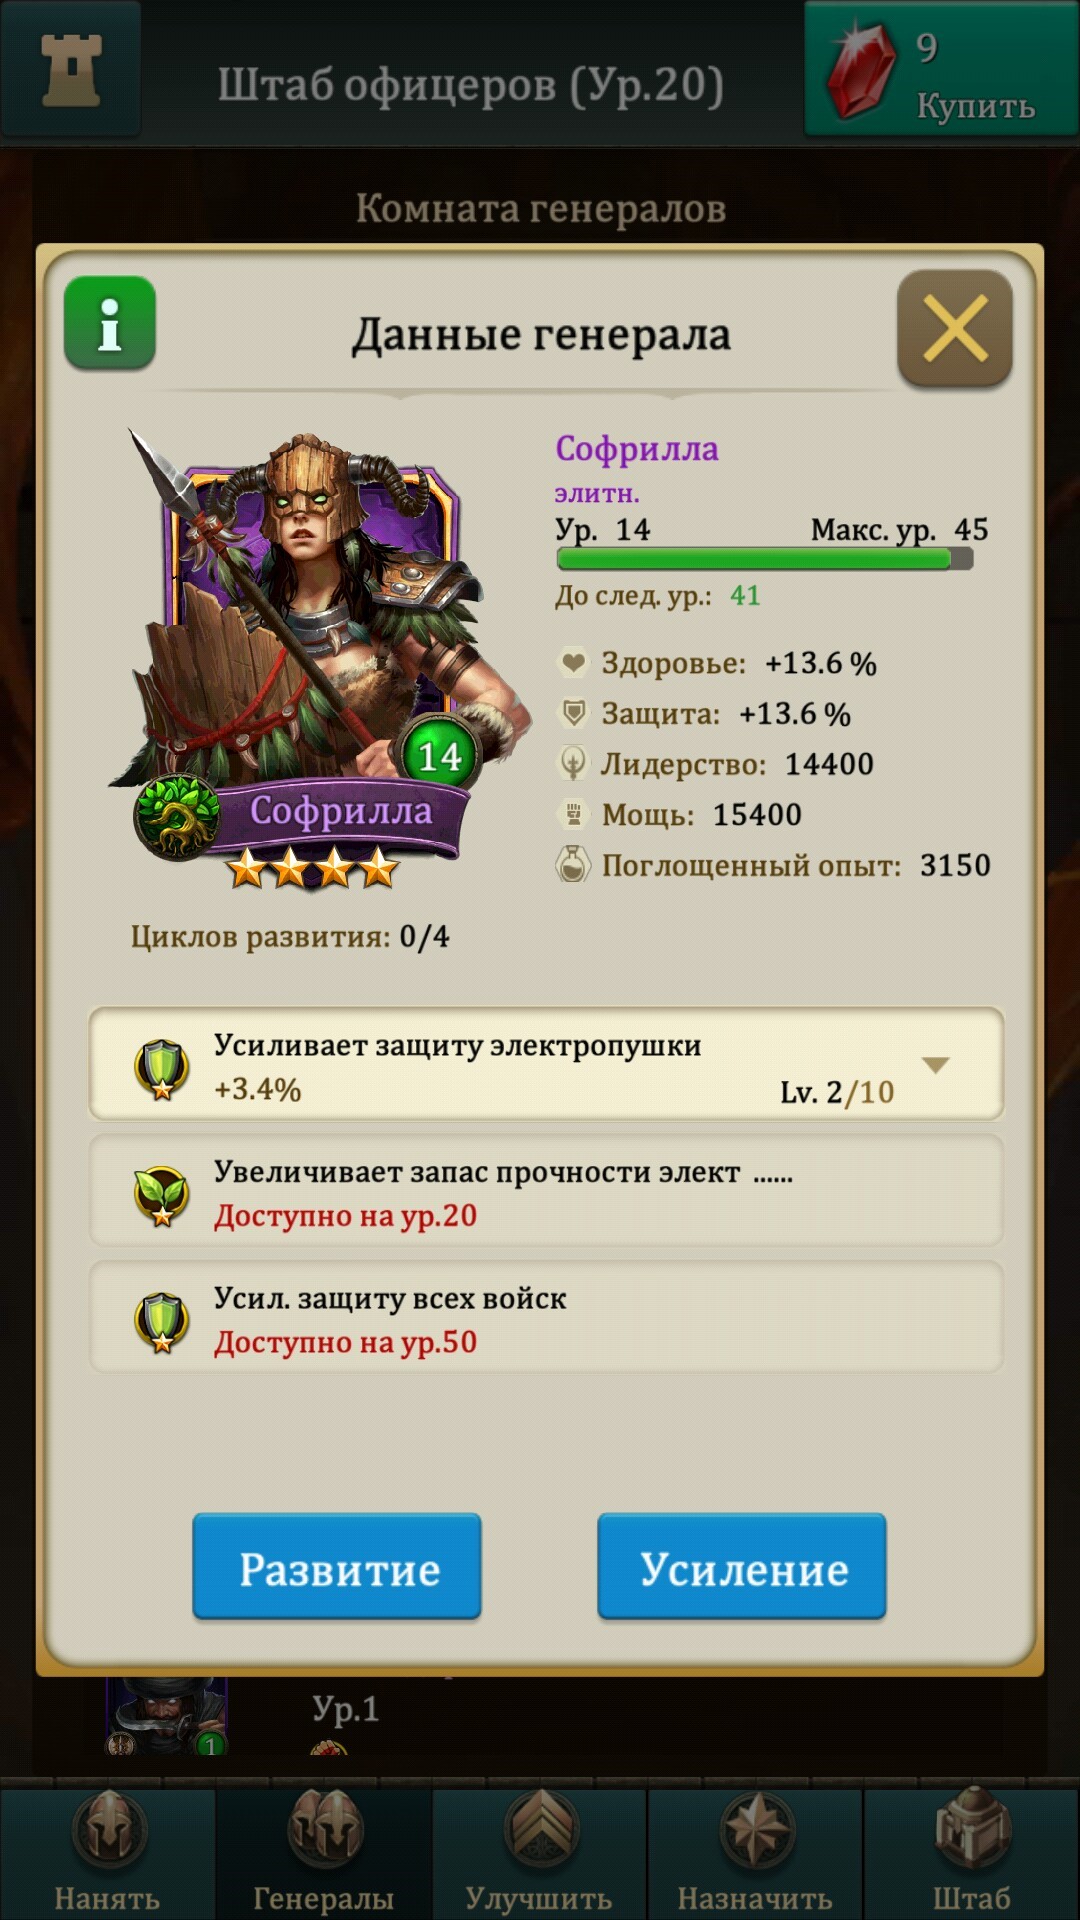 Штаб офицеров (Ур.20)
9
Купить
Комната генералов
i
Данные генерала
Софрилла
элитн.
Ур. 14 Макс. ур. 45
До след. ур.: 41
Здоровье: +13.6 %
Защита: +13.6 %
Лидерство: 14400
Мощь: 15400
Поглощенный опыт: 3150
14
Софрилла
Циклов развития: 0/4
Усиливает защиту электропушки
+3.4% Lv. 2/10
Увеличивает запас прочности элект ......
Доступно на ур.20
Усил. защиту всех войск
Доступно на ур.50
Развитие Усиление
Ур.1
1
Нанять Генералы Улучшить Назначить Штаб